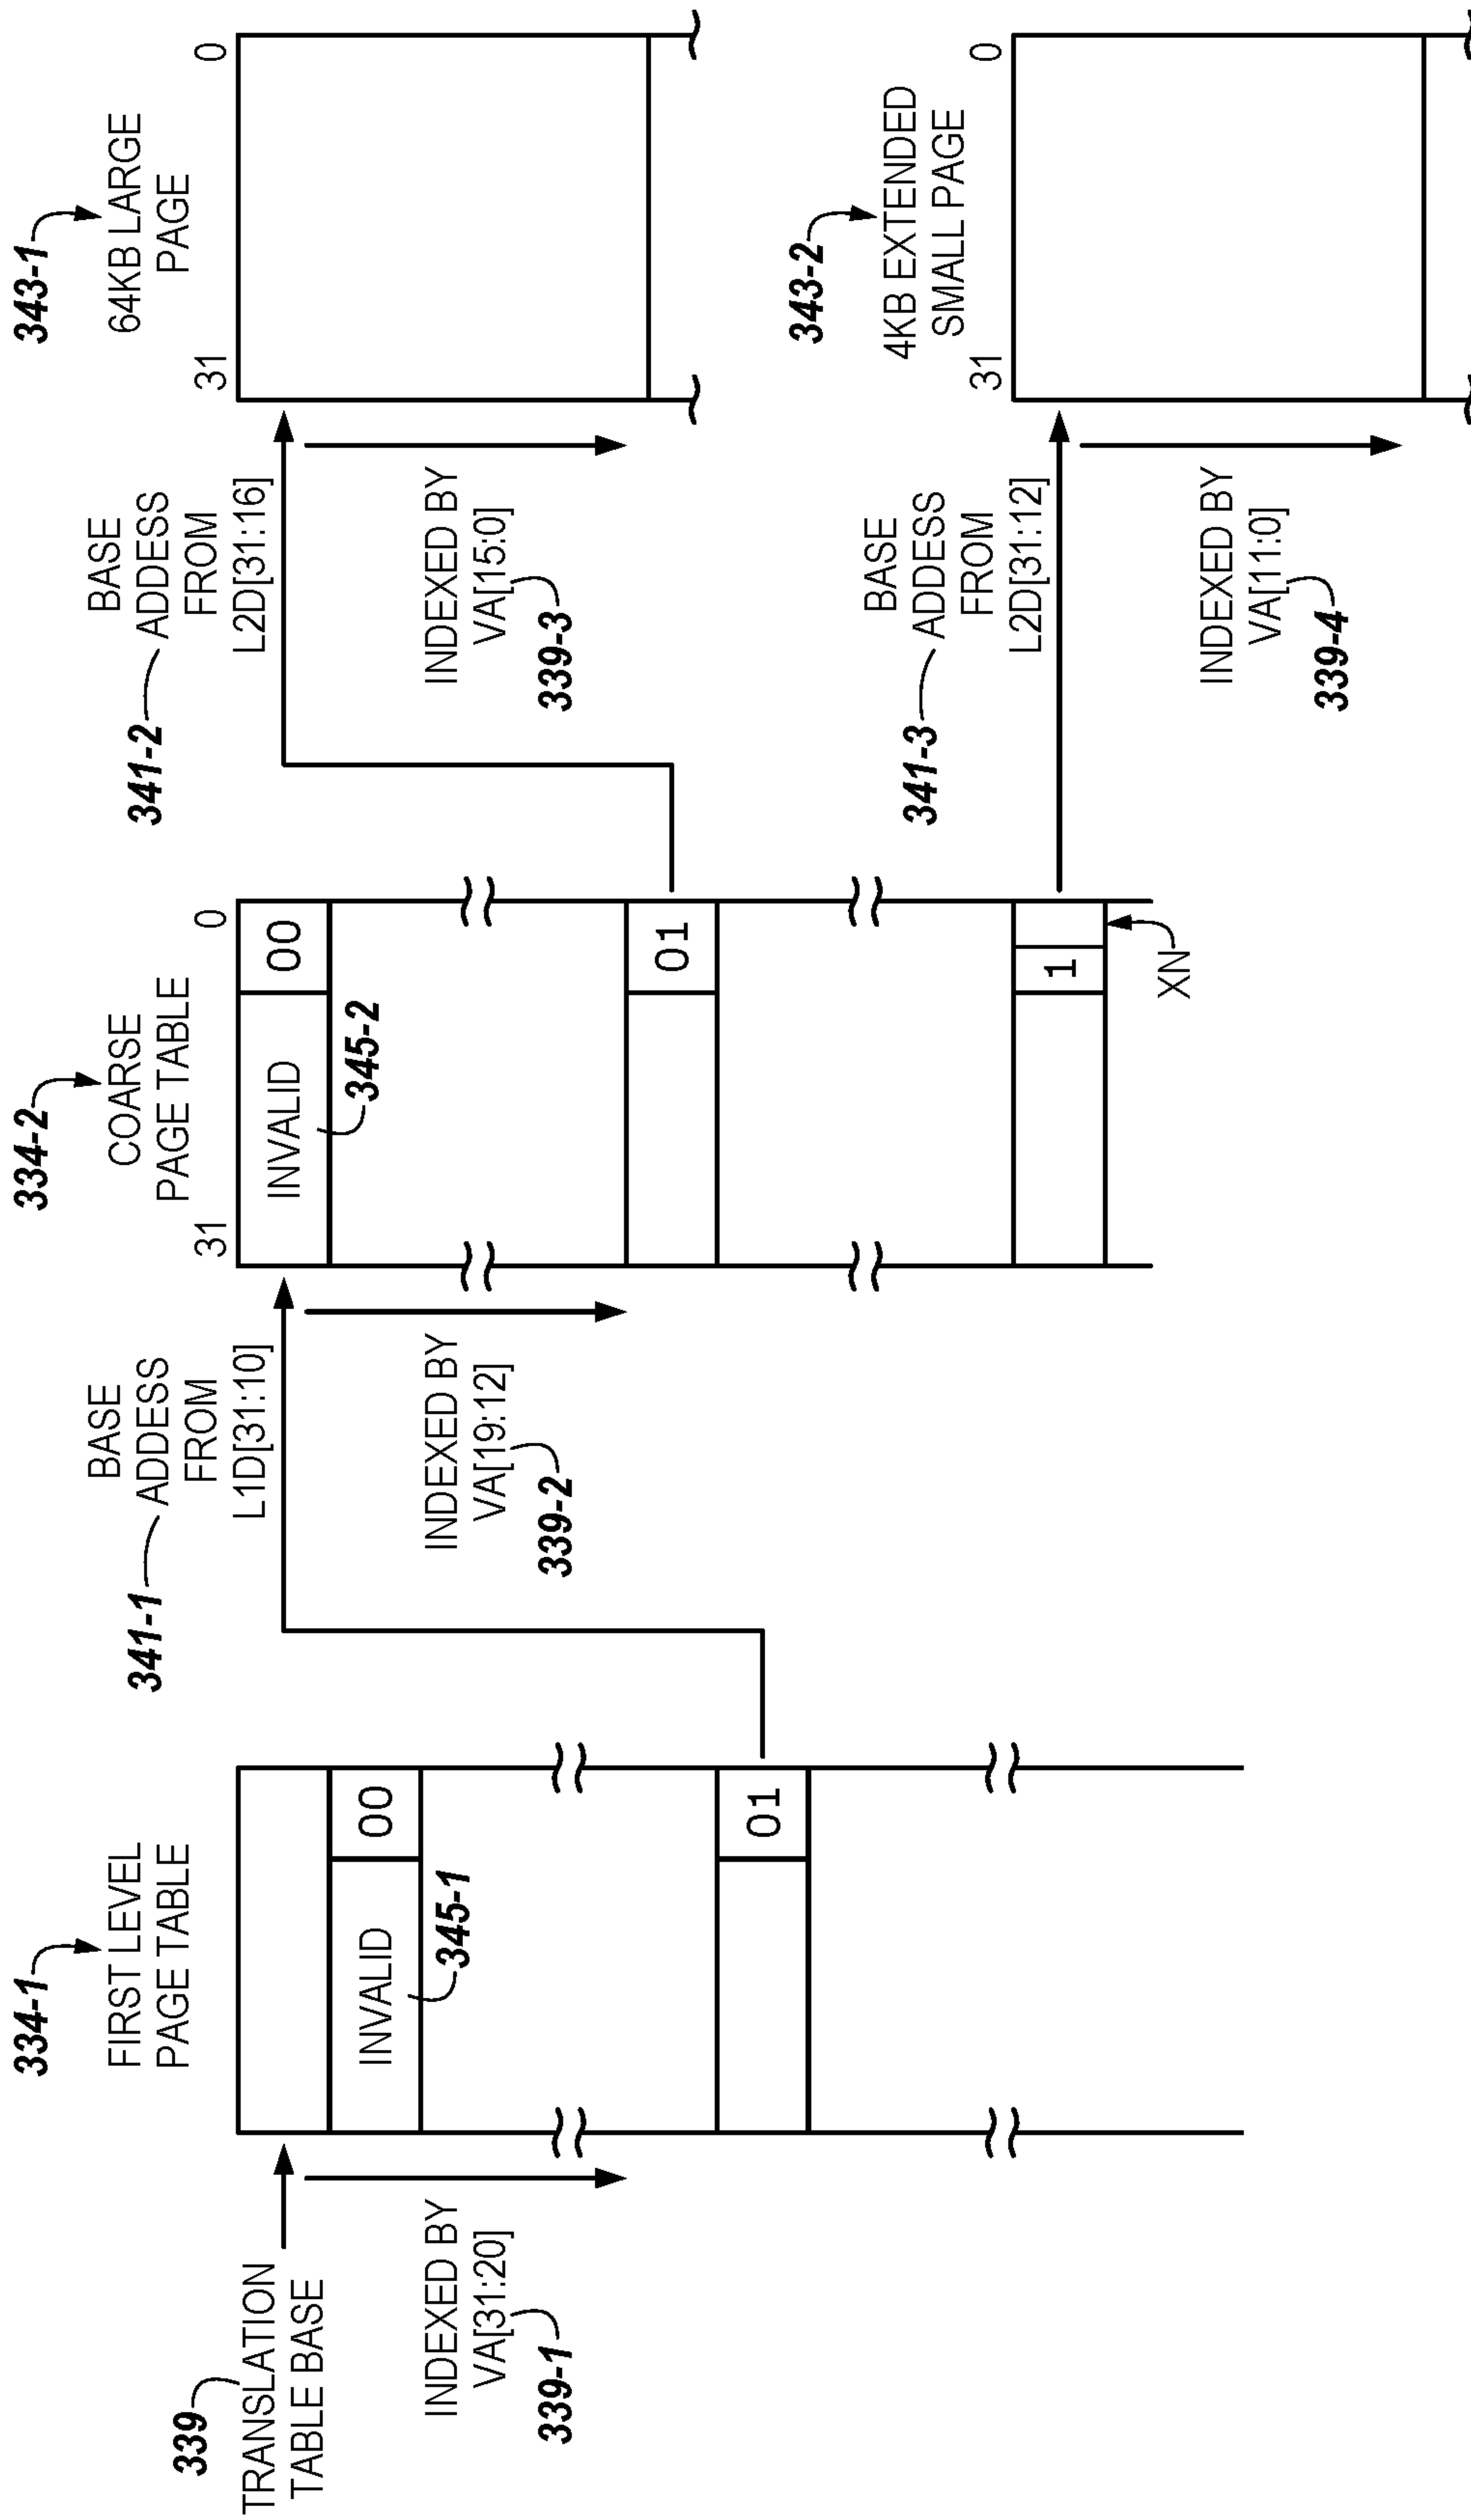 334-1
FIRST LEVEL
PAGE TABLE
339
TRANSLATION
TABLE BASE
INDEXED BY
VA[31:20]
339-1
INVALID
00
345-1
01
341-1
BASE
ADDESS
FROM
L1D[31:10]
INDEXED BY
VA[19:12]
339-2
334-2
COARSE
PAGE TABLE
31
0
INVALID
00
345-2
01
1
XN
341-2
BASE
ADDESS
FROM
L2D[31:16]
INDEXED BY
VA[15:0]
339-3
343-1
64KB LARGE
PAGE
31
0
341-3
BASE
ADDESS
FROM
L2D[31:12]
INDEXED BY
VA[11:0]
339-4
343-2
4KB EXTENDED
SMALL PAGE
31
0